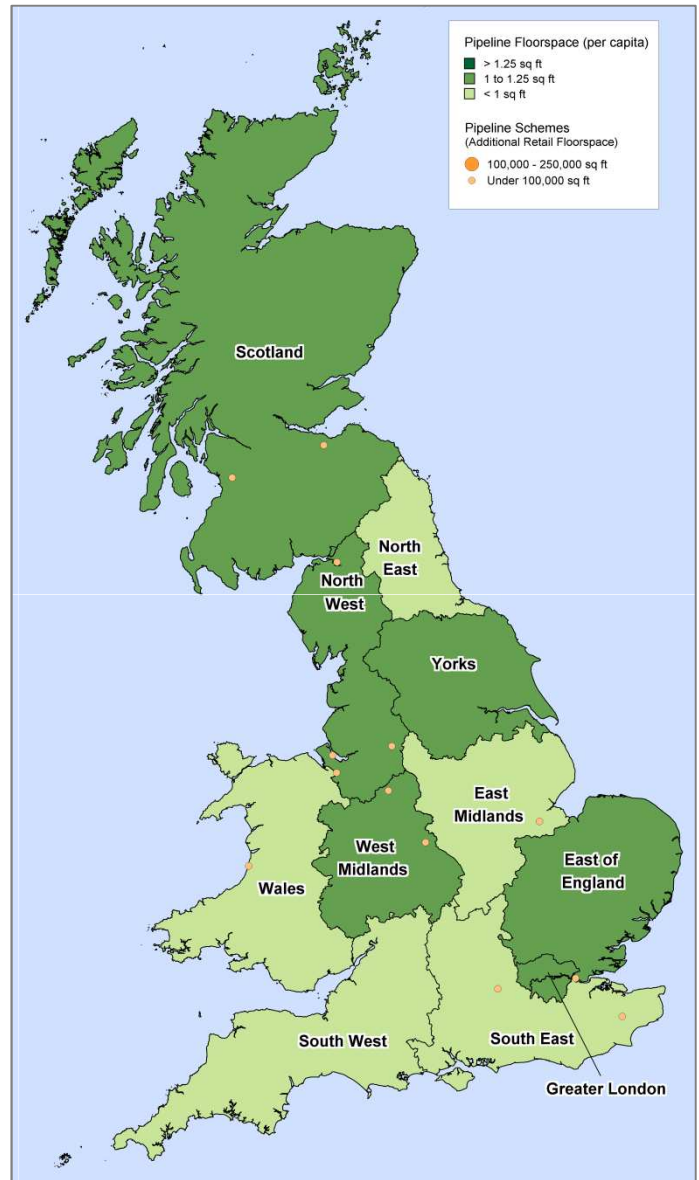 Pipeline Floorspace (per capita)
> 1.25 sq ft
1 to 1.25 sq ft
< 1 sq ft
Pipeline Schemes
(Additional Retail Floorspace)
100,000 - 250,000 sq ft
Under 100,000 sq ft
Scotland
North
East
North
West
Yorks
East
Midlands
West
Midlands
East of
England
Wales
South West
South East
Greater London